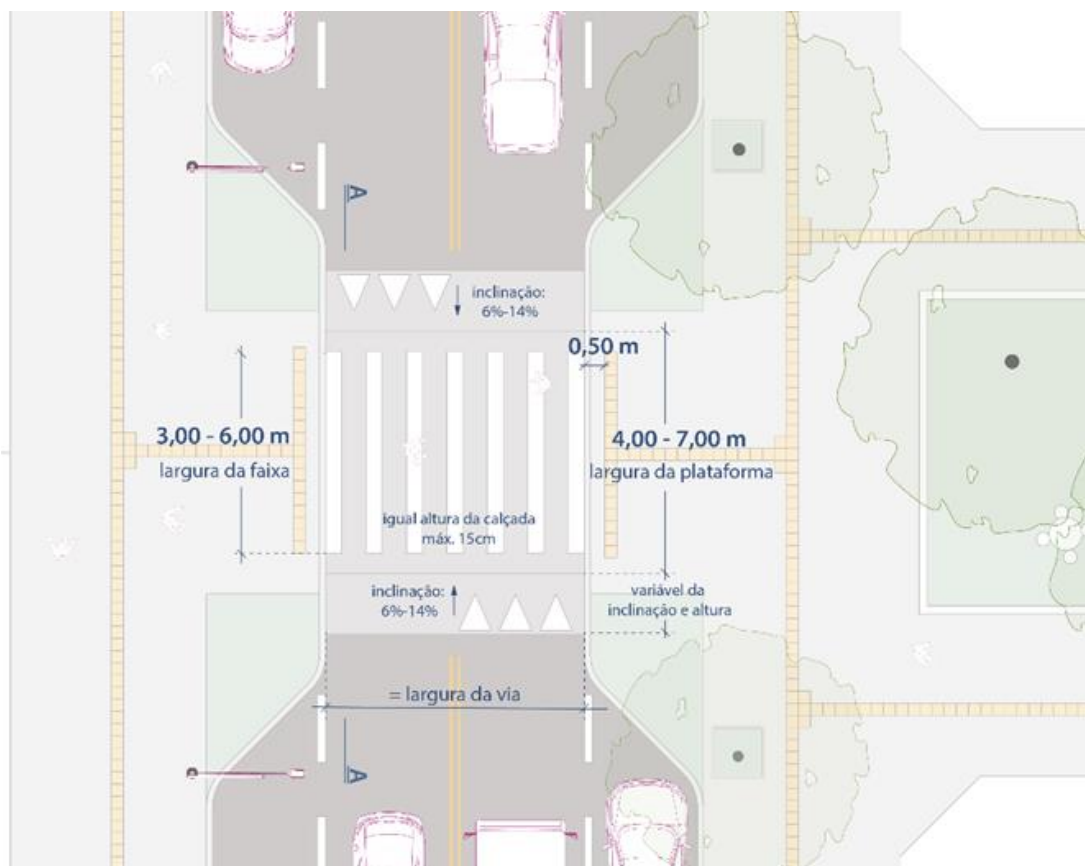 A
inclinação:
6%-14%
0,50 m
3,00 - 6,00 m
largura da faixa
4,00 - 7,00 m
largura da plataforma
igual altura da calçada
máx. 15cm
inclinação:
6%-14%
variável da
inclinação e altura
= largura da via
A